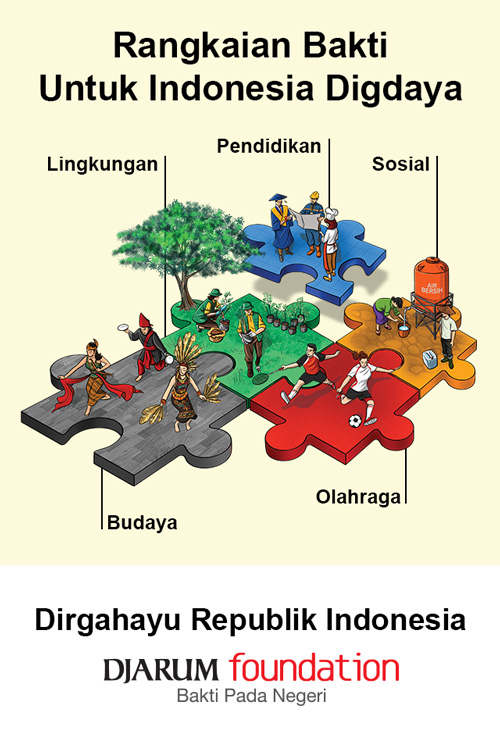 Rangkaian Bakti
Untuk Indonesia Digdaya
Pendidikan
Lingkungan
Sosial
AIR
BERSIH
Olahraga
Budaya
Dirgahayu Republik Indonesia
DJARUM foundation
Bakti Pada Negeri